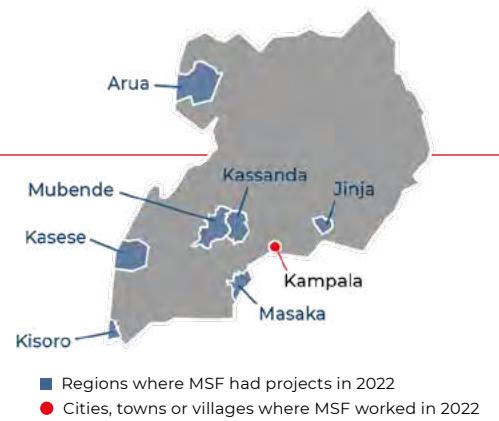 Arua
Kassanda
Mubende
Jinja
Kasese
Kampala
Masaka
Kisoro
Regions where MSF had projects in 2022
Cities, towns or villages where MSF worked in 2022